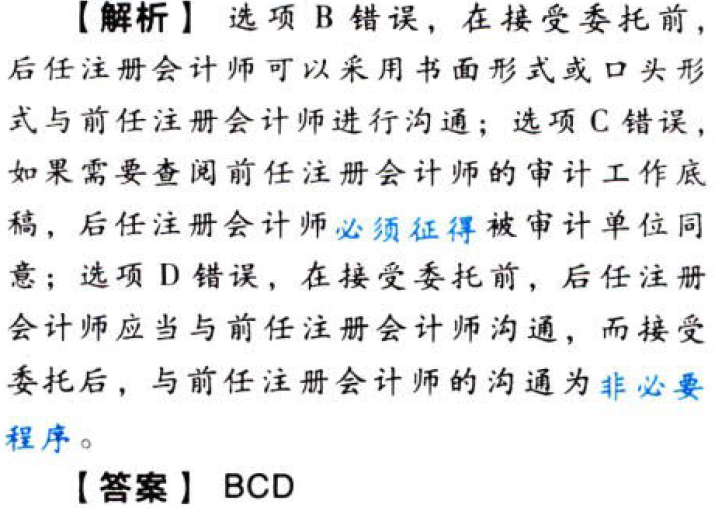 【解析】 选项 B 错误，在接受委托前，
后任注册会计师可以采用书面形式或口头形
式与前任注册会计师进行沟通；选项 C 错误，
如果需要查阅前任注册会计师的审计工作底
稿，后任注册会计师必须征得被审计单位同
意；选项 D 错误，在接受委托前，后任注册
会计师应当与前任注册会计师沟通，而接受
委托后，与前任注册会计师的沟通为非必要
程序。
【答案】 BCD